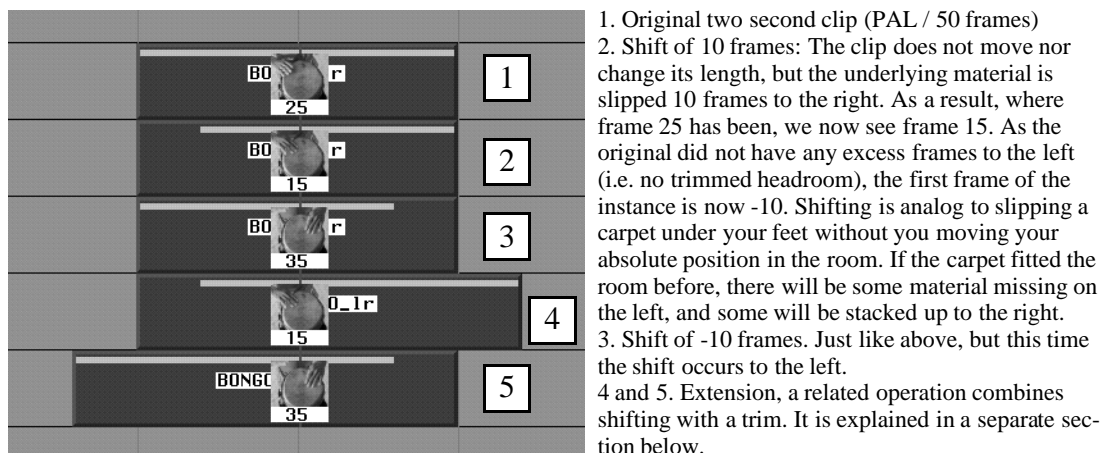 BO r
25
1
BO r
15
2
BO r
35
3
O_lr
15
4
BONGO
35
5
1. Original two second clip (PAL / 50 frames)
2. Shift of 10 frames: The clip does not move nor
change its length, but the underlying material is
slipped 10 frames to the right. As a result, where
frame 25 has been, we now see frame 15. As the
original did not have any excess frames to the left
(i.e. no trimmed headroom), the first frame of the
instance is now -10. Shifting is analog to slipping a
carpet under your feet without you moving your
absolute position in the room. If the carpet fitted the
room before, there will be some material missing on
the left, and some will be stacked up to the right.
3. Shift of -10 frames. Just like above, but this time
the shift occurs to the left.
4 and 5. Extension, a related operation combines
shifting with a trim. It is explained in a separate sec-
tion below.